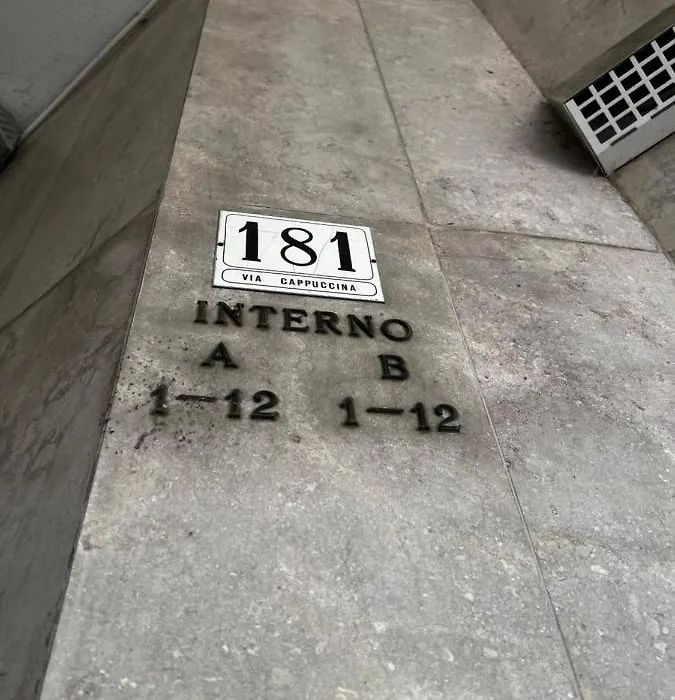 181
VIA CAPPUCCINA
INTERNO
A B
1-12 1-12